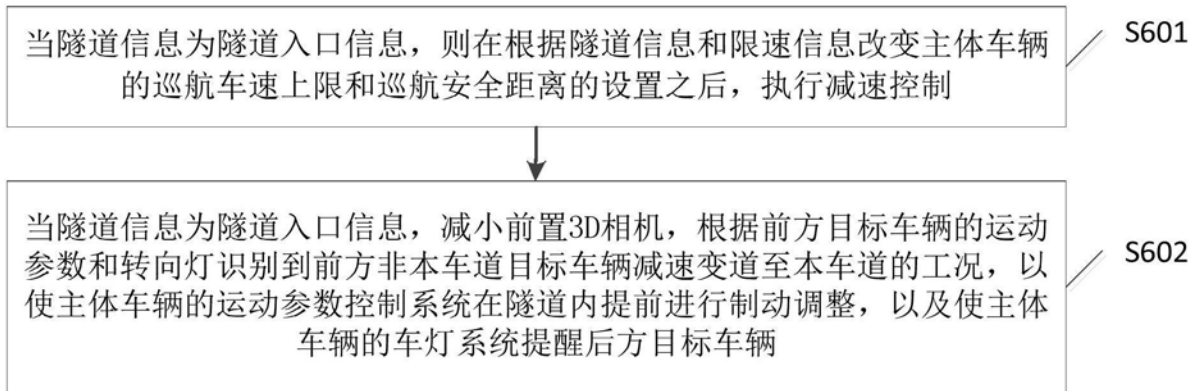 当隧道信息为隧道入口信息，则在根据隧道信息和限速信息改变主体车辆
的巡航车速上限和巡航安全距离的设置之后，执行减速控制
S601
当隧道信息为隧道入口信息，减小前置3D相机，根据前方目标车辆的运动
参数和转向灯识别到前方非本车道目标车辆减速变道至本车道的工况，以
使主体车辆的运动参数控制系统在隧道内提前进行制动调整，以及使主体
车辆的车灯系统提醒后方目标车辆
S602